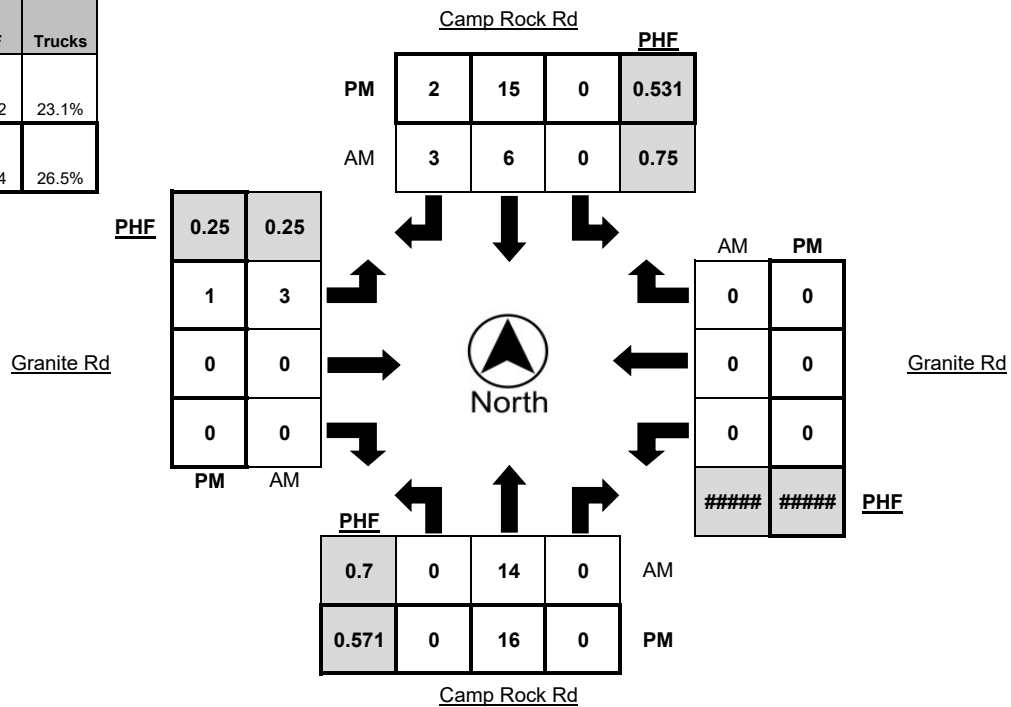 Camp Rock Rd
PHF
Trucks
PM 2 15 0 0.531
2 23.1%
AM 3 6 0 0.75
4 26.5%
PHF 0.25 0.25
AM PM
1 3
0 0
Granite Rd
0 0
North
0 0
Granite Rd
0 0
0 0
PM AM
##### ##### PHF
PHF
0.7 0 14 0 AM
0.571 0 16 0 PM
Camp Rock Rd